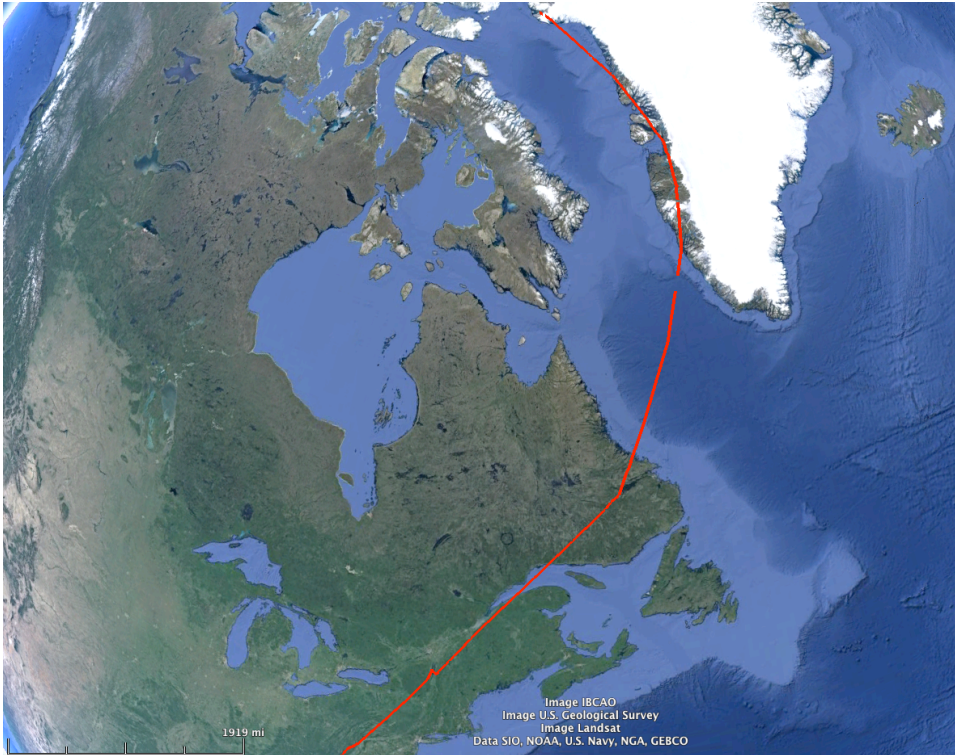 1919 mi
Image IBCAO
Image U.S. Geological Survey
Image Landsat
Data SIO, NOAA, U.S. Navy, NGA, GEBCO